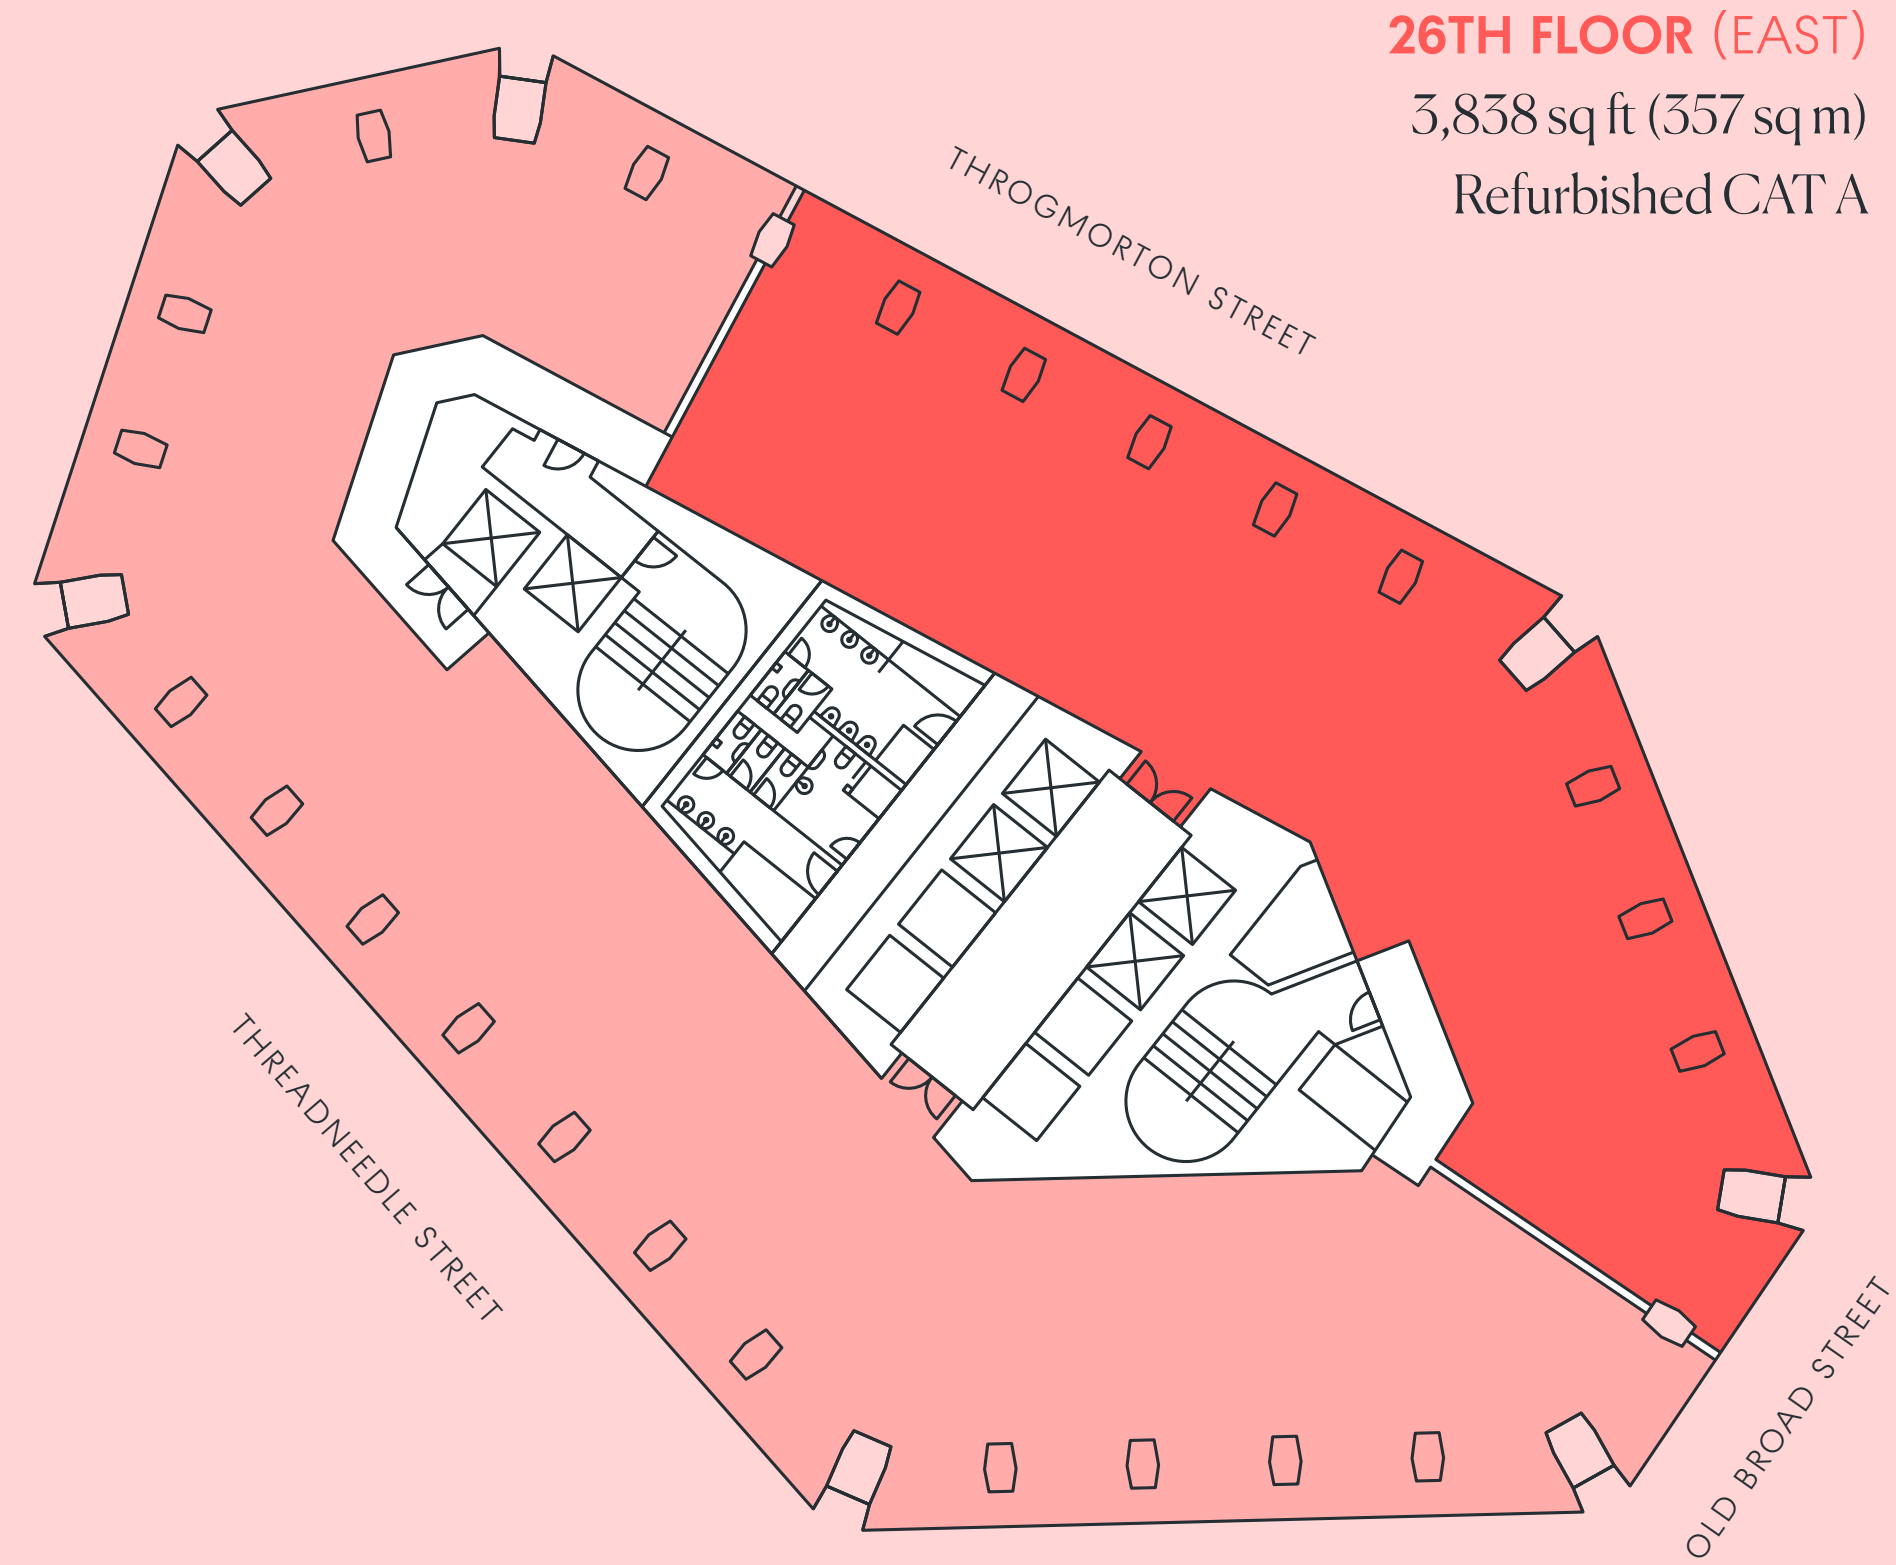 26TH FLOOR (EAST)
3,838 sq ft (357 sq m)
Refurbished CAT A
THROGMORTON STREET
THREADNEEDLE STREET
OLD BROAD STREET